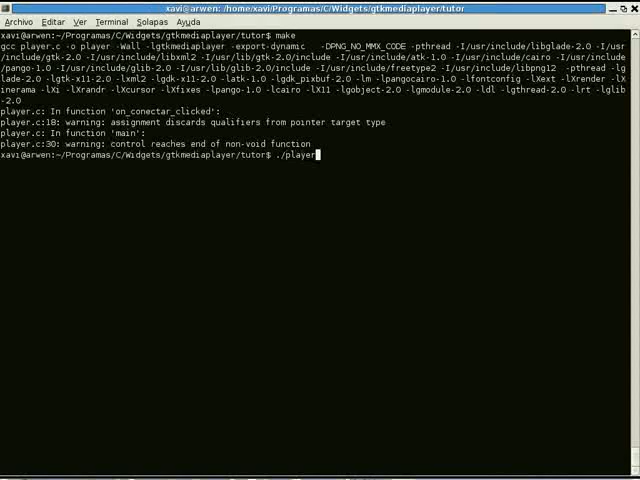 xavi@arwen: /home/xavi/Programas/C/Widgets/gtkmediaplayer/tutor
Archivo Editar Ver Terminal Solapas Ayuda
xavi@arwen:~/Programas/C/Widgets/gtkmediaplayer/tutor$ make
gcc player.c -o player -Wall -lgtkmediaplayer -export-dynamic   -DPNG_NO_MMX_CODE -pthread -I/usr/include/libglade-2.0 -I/usr
/include/gtk-2.0 -I/usr/include/libxml2 -I/usr/lib/gtk-2.0/include -I/usr/include/atk-1.0 -I/usr/include/cairo -I/usr/include
/pango-1.0 -I/usr/include/glib-2.0 -I/usr/lib/glib-2.0/include -I/usr/include/freetype2 -I/usr/include/libpng12  -pthread -lg
lade-2.0 -lgtk-x11-2.0 -lxml2 -lgdk-x11-2.0 -latk-1.0 -lgdk_pixbuf-2.0 -lm -lpangocairo-1.0 -lfontconfig -lXext -lXrender -lX
inerama -lXi -lXrandr -lXcursor -lXfixes -lpango-1.0 -lcairo -lX11 -lgobject-2.0 -lgmodule-2.0 -ldl -lgthread-2.0 -lrt -lglib
-2.0
player.c: In function 'on_conectar_clicked':
player.c:18: warning: assignment discards qualifiers from pointer target type
player.c: In function 'main':
player.c:30: warning: control reaches end of non-void function
xavi@arwen:~/Programas/C/Widgets/gtkmediaplayer/tutor$ ./player